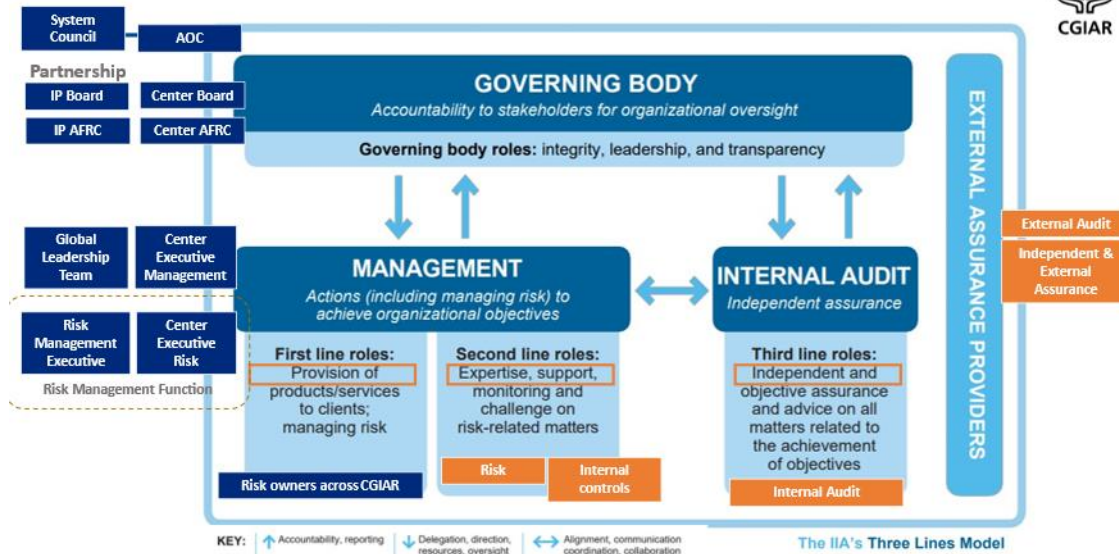 CGIAR
System
Council
AOC
Partnership
IP Board
Center Board
IP AFRC
Center AFRC
GOVERNING BODY
Accountability to stakeholders for organizational oversight
Governing body roles: integrity, leadership, and transparency
EXTERNAL ASSURANCE PROVIDERS
External Audit
Independent &
External
Assurance
Global
Leadership
Team
Center
Executive
Management
MANAGEMENT
Actions (including managing risk) to
achieve organizational objectives
INTERNAL AUDIT
Independent assurance
Risk
Management
Executive
Center
Executive
Risk
Risk Management Function
First line roles:
Provision of
products/services
to clients;
managing risk
Second line roles:
Expertise, support,
monitoring and
challenge on
risk-related matters
Third line roles:
Independent and
objective assurance
and advice on all
matters related to
the achievement
of objectives
Risk owners across CGIAR
Risk
Internal
controls
Internal Audit
KEY:
Accountability, reporting
Delegation, direction,
resources, oversight
Alignment, communication
coordination, collaboration
The IIA's Three Lines Model